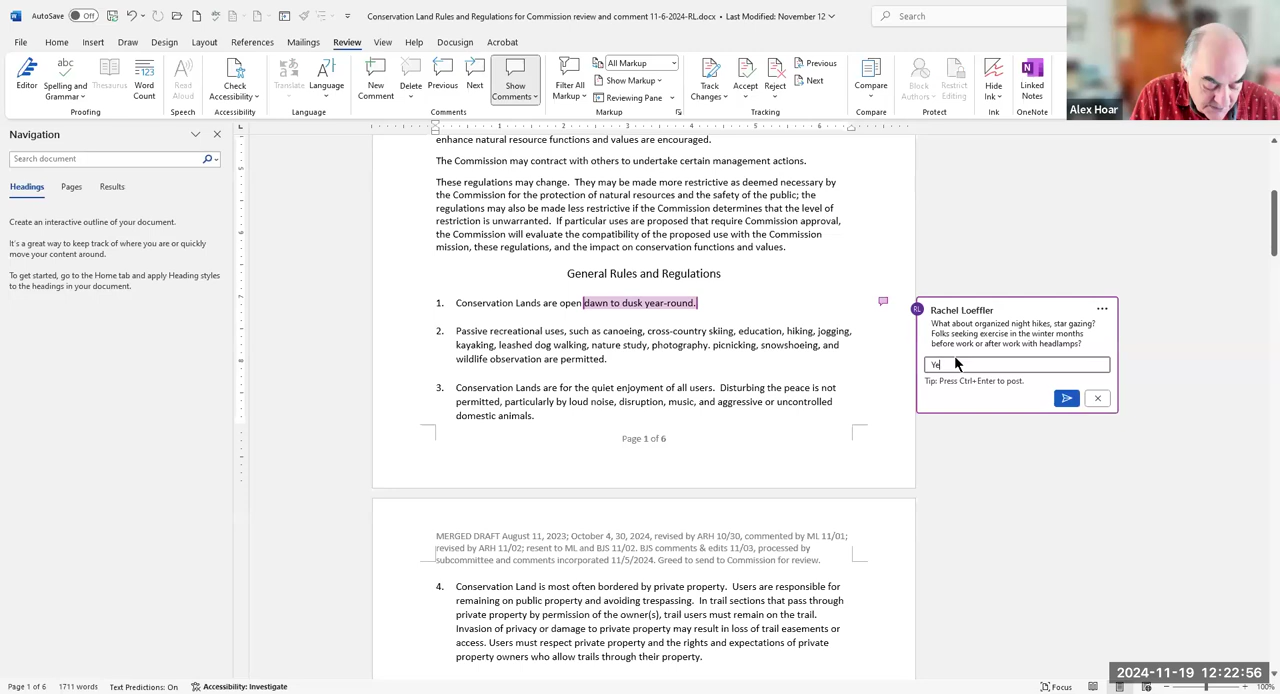 AutoSave Off
Conservation Land Rules and Regulations for Commission review and comment 11-6-2024-RL.docx • Last Modified: November 12
Search
File Home Insert Draw Design Layout References Mailings Review View Help Docusign Acrobat
Editor
Spelling and Grammar
Thesaurus
Word Count
Read Aloud
Check Accessibility
Translate
Language
New Comment
Delete
Previous
Next
Show Comments
Filter All Markup
All Markup
Show Markup
Reviewing Pane
Track Changes
Accept
Reject
Previous
Next
Compare
Block Authors
Restrict Editing
Hide Ink
Linked Notes
Proofing Speech Accessibility Language Comments Markup Tracking Compare Protect Ink OneNote
Alex Hoar
Navigation
Search document
Headings Pages Results
Create an interactive outline of your document.
It's a great way to keep track of where you are or quickly
move your content around.
To get started, go to the Home tab and apply Heading styles
to the headings in your document.
enhance natural resource functions and values are encouraged.
The Commission may contract with others to undertake certain management actions.
These regulations may change. They may be made more restrictive as deemed necessary by
the Commission for the protection of natural resources and the safety of the public; the
regulations may also be made less restrictive if the Commission determines that the level of
restriction is unwarranted. If particular uses are proposed that require Commission approval,
the Commission will evaluate the compatibility of the proposed use with the Commission
mission, these regulations, and the impact on conservation functions and values.
General Rules and Regulations
1. Conservation Lands are open dawn to dusk year-round.
2. Passive recreational uses, such as canoeing, cross-country skiing, education, hiking, jogging,
kayaking, leashed dog walking, nature study, photography. picnicking, snowshoeing, and
wildlife observation are permitted.
3. Conservation Lands are for the quiet enjoyment of all users. Disturbing the peace is not
permitted, particularly by loud noise, disruption, music, and aggressive or uncontrolled
domestic animals.
Page 1 of 6
RL Rachel Loeffler
What about organized night hikes, star gazing?
Folks seeking exercise in the winter months
before work or after work with headlamps?
Ye
Tip: Press Ctrl+Enter to post.
MERGED DRAFT August 11, 2023; October 4, 30, 2024, revised by ARH 10/30, commented by ML 11/01;
revised by ARH 11/02; resent to ML and BJS 11/02. BJS comments & edits 11/03, processed by
subcommittee and comments incorporated 11/5/2024. Greed to send to Commission for review.
4. Conservation Land is most often bordered by private property. Users are responsible for
remaining on public property and avoiding trespassing. In trail sections that pass through
private property by permission of the owner(s), trail users must remain on the trail.
Invasion of privacy or damage to private property may result in loss of trail easements or
access. Users must respect private property and the rights and expectations of private
property owners who allow trails through their property.
2024-11-19 12:22:56
Page 1 of 6 1711 words Text Predictions: On Accessibility: Investigate Focus 100%